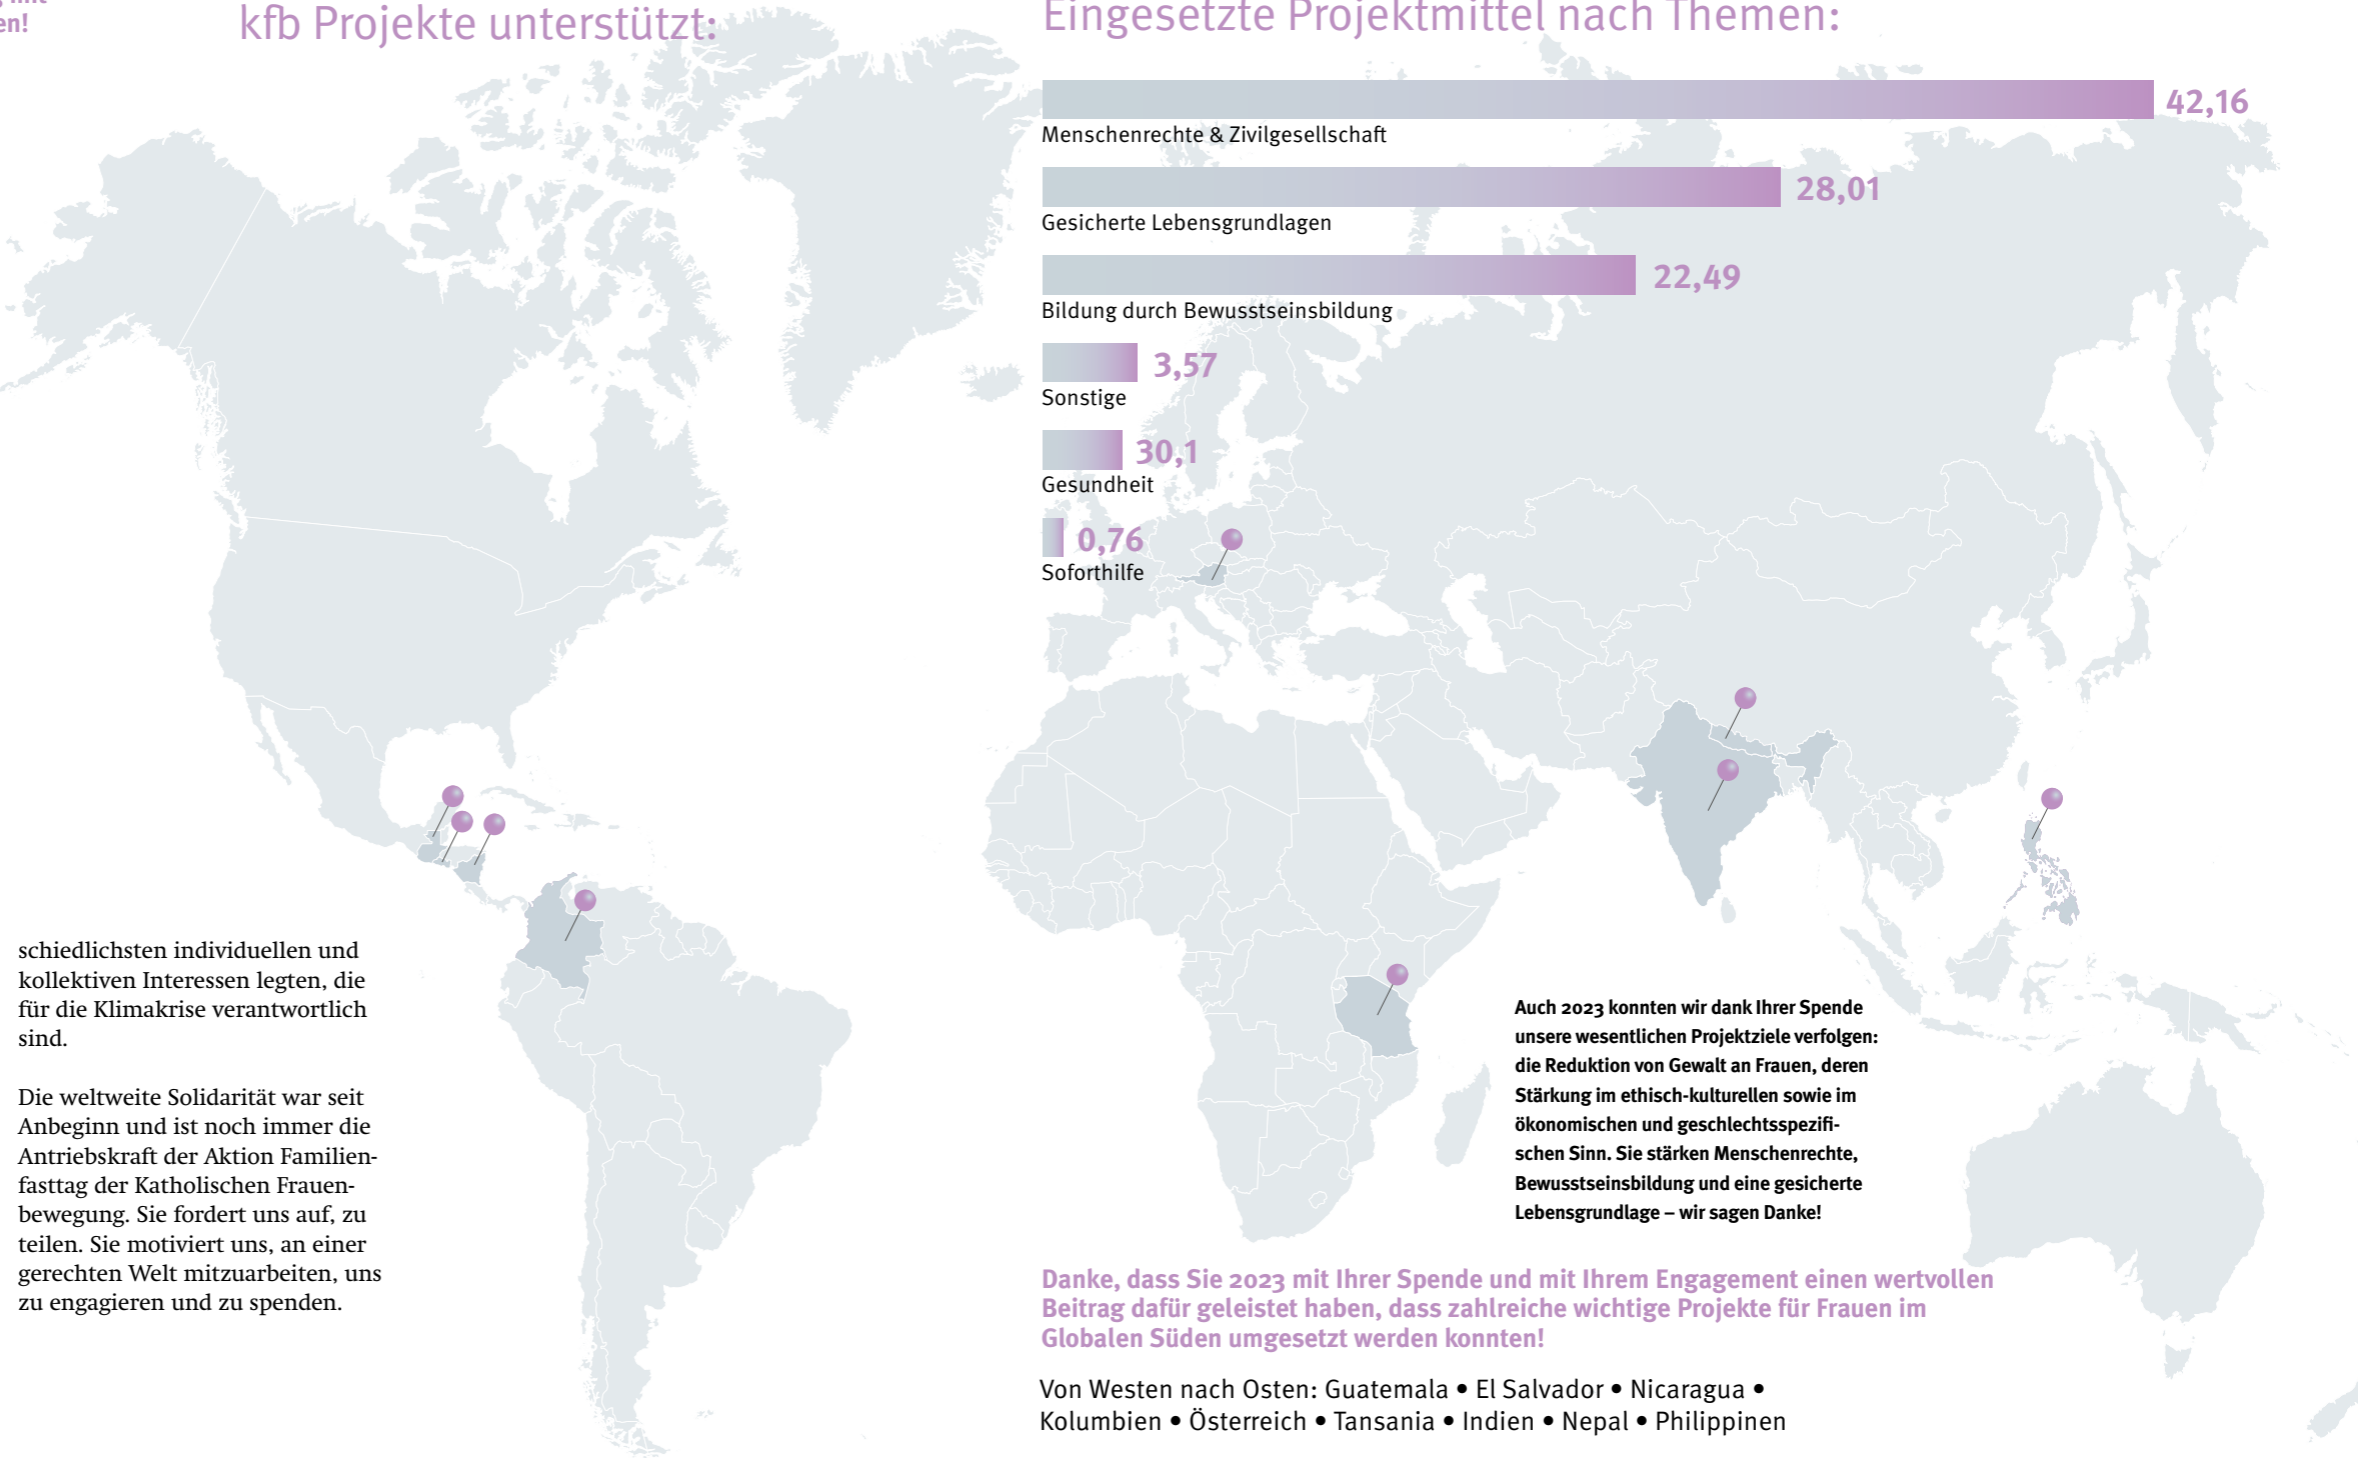 en!
kfb Projekte unterstützt:
schiedlichsten individuellen und
kollektiven Interessen legten, die
für die Klimakrise verantwortlich
sind.
Die weltweite Solidarität war seit
Anbeginn und ist noch immer die
Antriebskraft der Aktion Familien-
fasttag der Katholischen Frauen-
bewegung. Sie fordert uns auf, zu
teilen. Sie motiviert uns, an einer
gerechten Welt mitzuarbeiten, uns
zu engagieren und zu spenden.
Eingesetzte Projektmittel nach Themen:
42,16
Menschenrechte & Zivilgesellschaft
28,01
Gesicherte Lebensgrundlagen
22,49
Bildung durch Bewusstseinsbildung
3,57
Sonstige
30,1
Gesundheit
0,76
Soforthilfe
Auch 2023 konnten wir dank Ihrer Spende
unsere wesentlichen Projektziele verfolgen:
die Reduktion von Gewalt an Frauen, deren
Stärkung im ethisch-kulturellen sowie im
ökonomischen und geschlechtsspezifi-
schen Sinn. Sie stärken Menschenrechte,
Bewusstseinsbildung und eine gesicherte
Lebensgrundlage – wir sagen Danke!
Danke, dass Sie 2023 mit Ihrer Spende und mit Ihrem Engagement einen wertvollen
Beitrag dafür geleistet haben, dass zahlreiche wichtige Projekte für Frauen im
Globalen Süden umgesetzt werden konnten!
Von Westen nach Osten: Guatemala • El Salvador • Nicaragua •
Kolumbien • Österreich • Tansania • Indien • Nepal • Philippinen